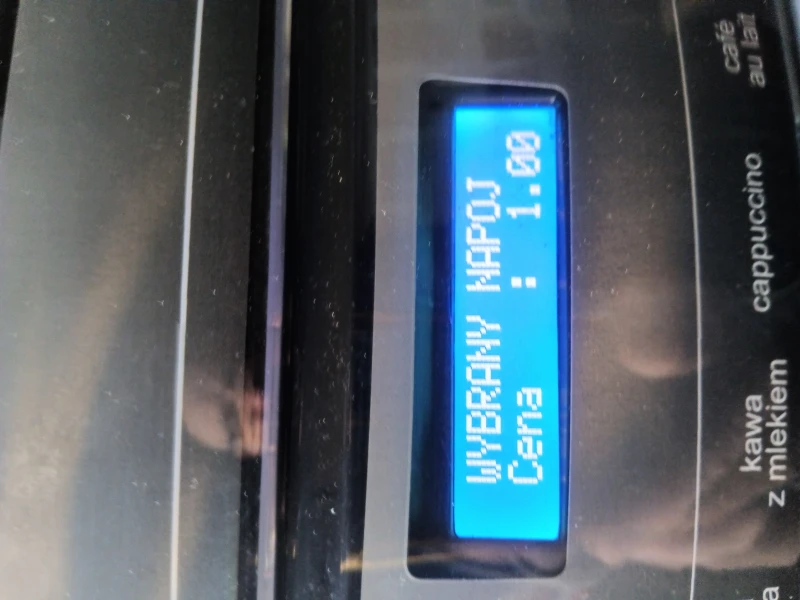 WYBRANY NAPOJ
Cena : 1.00
kawa
z mlekiem
cappuccino
café
au lait